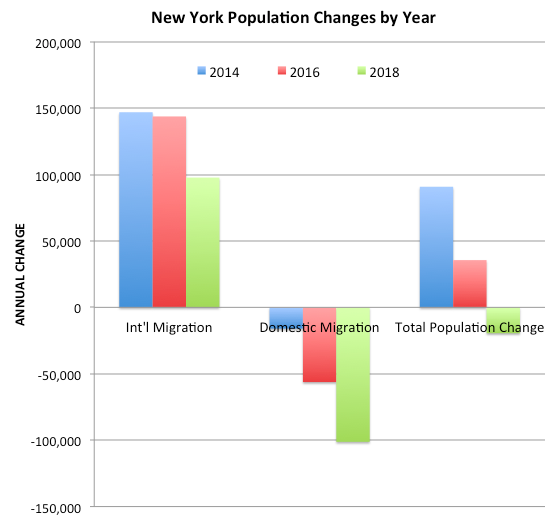 New York Population Changes by Year
200,000
2014 2016 2018
150,000
100,000
50,000
ANNUAL CHANGE
0
Int'l Migration Domestic Migration Total Population Change
-50,000
-100,000
-150,000